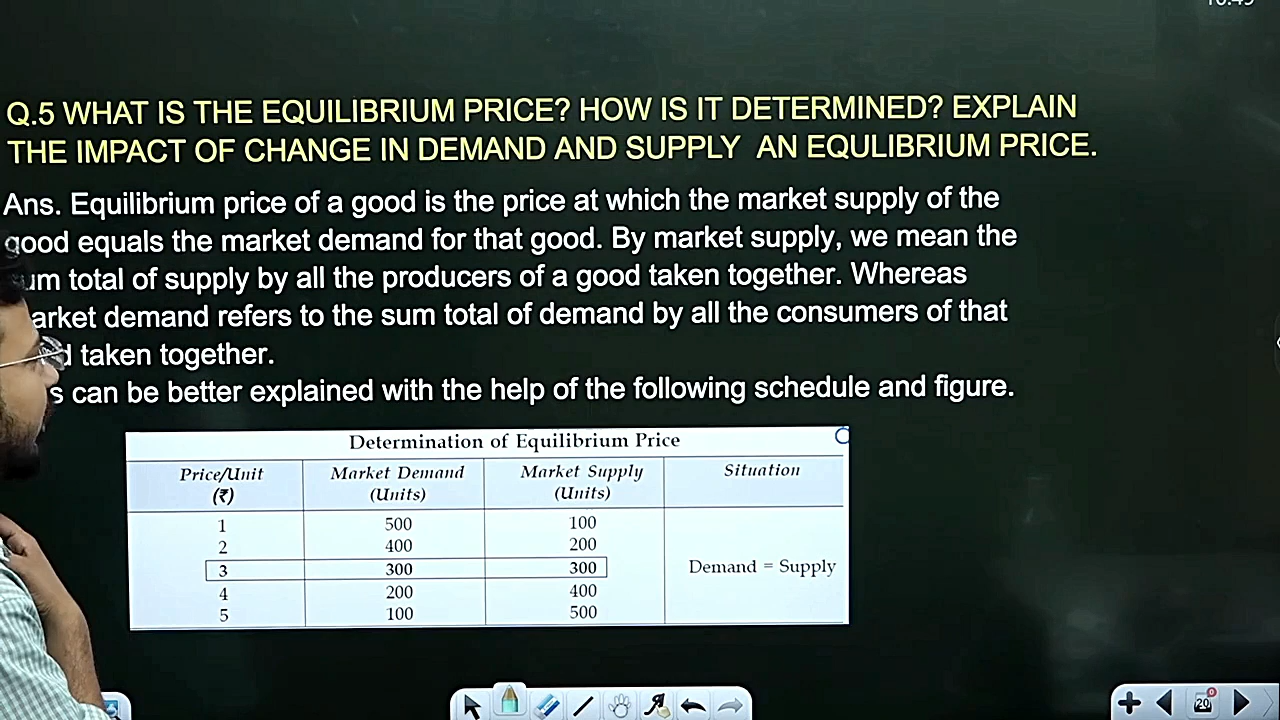 Q.5 WHAT IS THE EQUILIBRIUM PRICE? HOW IS IT DETERMINED? EXPLAIN
THE IMPACT OF CHANGE IN DEMAND AND SUPPLY AN EQULIBRIUM PRICE.
Ans. Equilibrium price of a good is the price at which the market supply of the
good equals the market demand for that good. By market supply, we mean the
total of supply by all the producers of a good taken together. Whereas
demand refers to the sum total of demand by all the consumers of that
taken together.
can be better explained with the help of the following schedule and figure.
Determination of Equilibrium Price
Price/Unit (₹) Market Demand (Units) Market Supply (Units) Situation
1 500 100
2 400 200
3 300 300 Demand = Supply
4 200 400
5 100 500
20